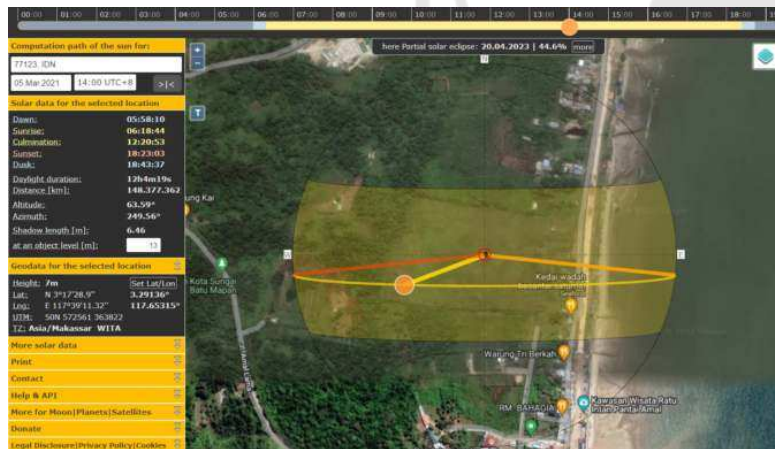 00:00 01:00 02:00 03:00 04:00 05:00 06:00 07:00 08:00 09:00 10:00 11:00 12:00 13:00 14:00 15:00 16:00 17:00 18:00
Computation path of the sun for:
77123, IDN
05.Mar.2021 14:00 UTC+8 >|<
Solar data for the selected location
Dawn: 05:58:10
Sunrise: 06:18:44
Culmination: 12:20:53
Sunset: 18:23:03
Dusk: 18:43:37
Daylight duration: 12h4m19s
Distance [km]: 148.377.362
Altitude: 63.59°
Azimuth: 249.56°
Shadow length [m]: 6.46
at an object level [m]: 13
Geodata for the selected location
Height: 7m Set Lat/Lon
Lat: N 3°17'28.9" 3.29136°
Lng: E 117°39'11.32" 117.65315°
UTM: 50N 572561 363822
TZ: Asia/Makassar WITA
More solar data
Print
Contact
Help & API
More for Moon|Planets|Satellites
Donate
Legal Disclosure|Privacy Policy|Cookies
+
-
T
here Partial solar eclipse: 20.04.2023 | 44.6% more
N
W
E
ung Kai
Kota Sungai
Batu Mapan
Kedai wadah
Warung Tri Berkah
RM. BAHAGIA
Kawasan Wisata Ratu
Intan Pantai Amal